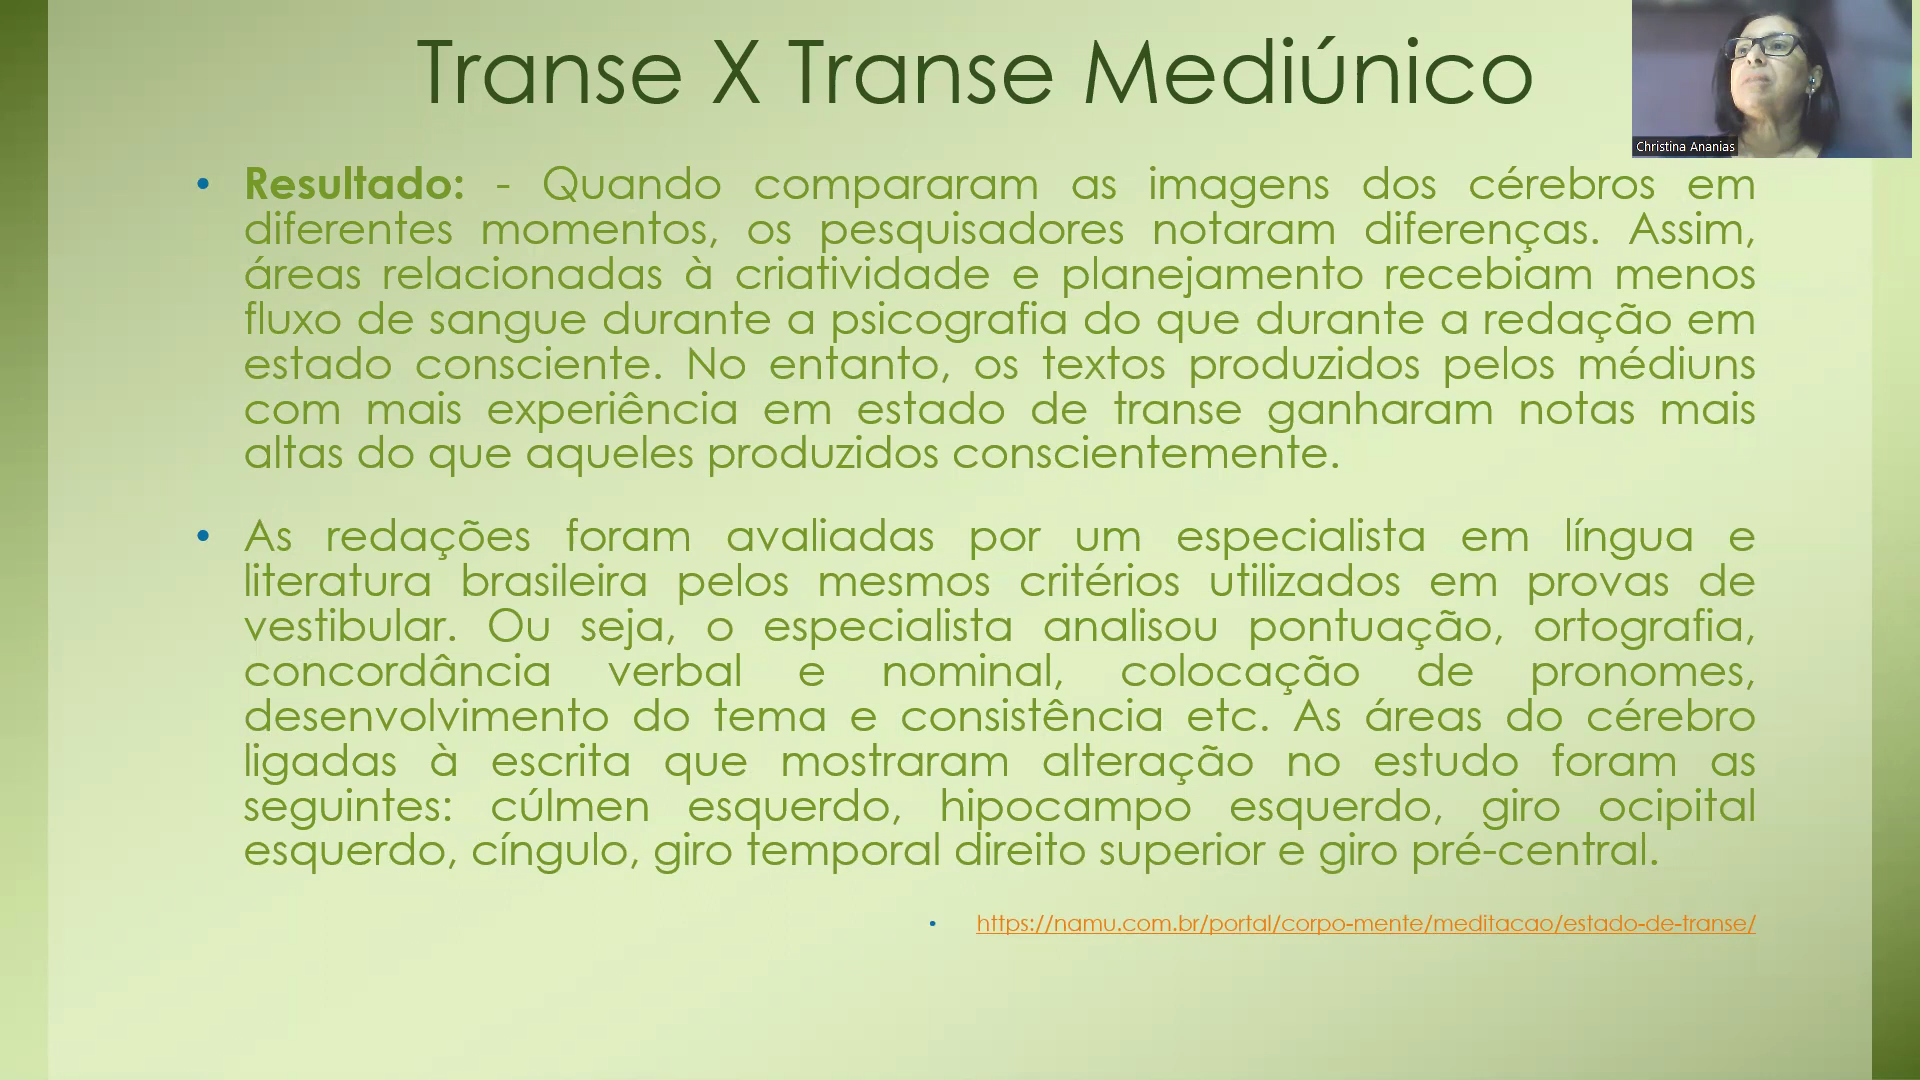 Transe X Transe Mediúnico
Christina Ananias
• Resultado: - Quando compararam as imagens dos cérebros em
diferentes momentos, os pesquisadores notaram diferenças. Assim,
áreas relacionadas à criatividade e planejamento recebiam menos
fluxo de sangue durante a psicografia do que durante a redação em
estado consciente. No entanto, os textos produzidos pelos médiuns
com mais experiência em estado de transe ganharam notas mais
altas do que aqueles produzidos conscientemente.
• As redações foram avaliadas por um especialista em língua e
literatura brasileira pelos mesmos critérios utilizados em provas de
vestibular. Ou seja, o especialista analisou pontuação, ortografia,
concordância verbal e nominal, colocação de pronomes,
desenvolvimento do tema e consistência etc. As áreas do cérebro
ligadas à escrita que mostraram alteração no estudo foram as
seguintes: cúlmen esquerdo, hipocampo esquerdo, giro ocipital
esquerdo, cíngulo, giro temporal direito superior e giro pré-central.
• https://namu.com.br/portal/corpo-mente/meditacao/estado-de-transe/